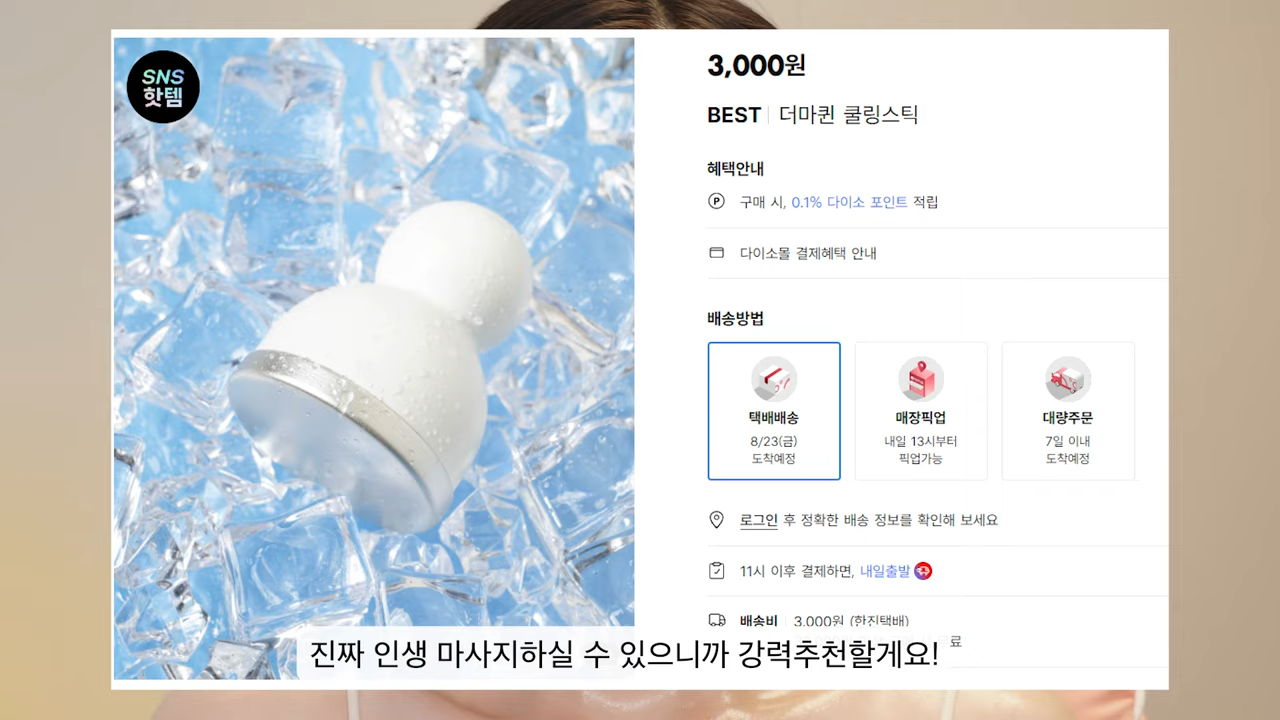 SNS
핫템
3,000원
BEST 더마퀸 쿨링스틱
혜택안내
P 구매 시, 0.1% 다이소 포인트 적립
다이소몰 결제혜택 안내
배송방법
택배배송
8/23(금)
도착예정
매장픽업
내일 13시부터
픽업가능
대량주문
7일 이내
도착예정
로그인 후 정확한 배송 정보를 확인해 보세요
11시 이후 결제하면, 내일출발
배송비 3,000원 (한진택배)
료
진짜 인생 마사지하실 수 있으니까 강력추천할게요!